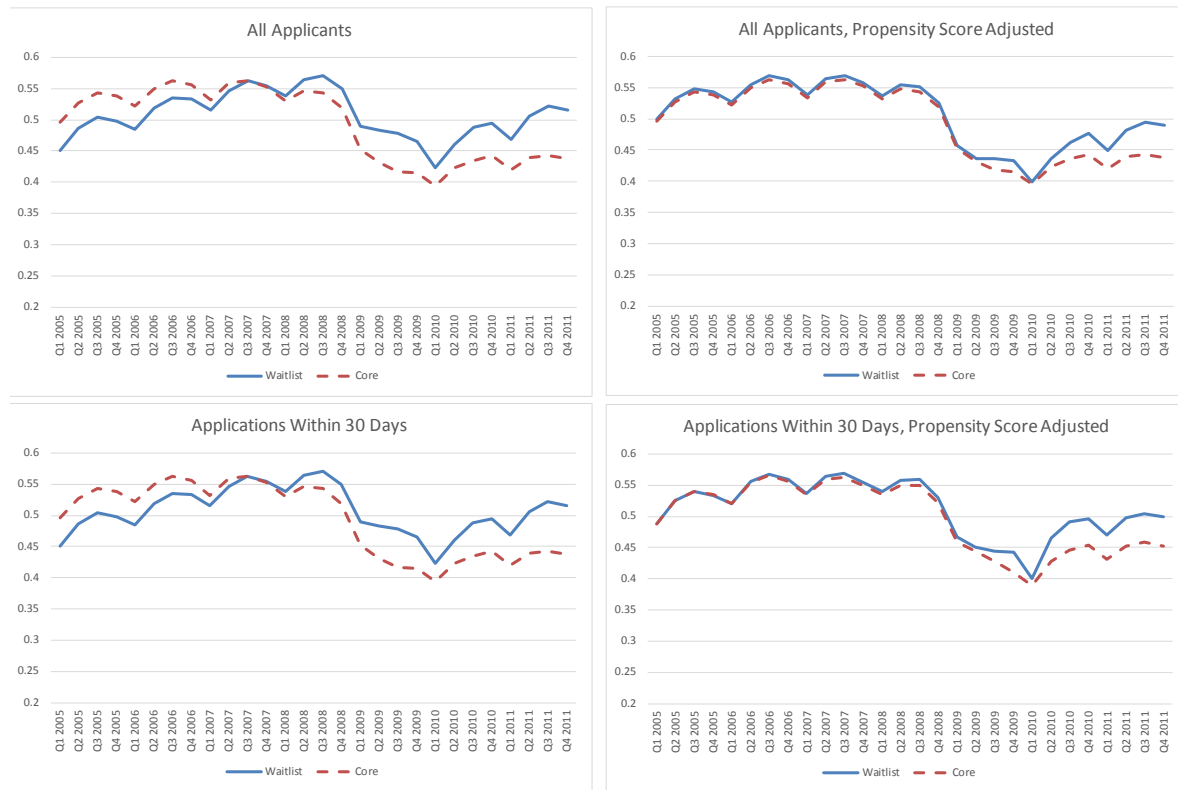 All Applicants
0.6
0.55
0.5
0.45
0.4
0.35
0.3
0.25
0.2
Q1 2005
Q2 2005
Q3 2005
Q4 2005
Q1 2006
Q2 2006
Q3 2006
Q4 2006
Q1 2007
Q2 2007
Q3 2007
Q4 2007
Q1 2008
Q2 2008
Q3 2008
Q4 2008
Q1 2009
Q2 2009
Q3 2009
Q4 2009
Q1 2010
Q2 2010
Q3 2010
Q4 2010
Q1 2011
Q2 2011
Q3 2011
Q4 2011
Waitlist Core
All Applicants, Propensity Score Adjusted
0.6
0.55
0.5
0.45
0.4
0.35
0.3
0.25
0.2
Q1 2005
Q2 2005
Q3 2005
Q4 2005
Q1 2006
Q2 2006
Q3 2006
Q4 2006
Q1 2007
Q2 2007
Q3 2007
Q4 2007
Q1 2008
Q2 2008
Q3 2008
Q4 2008
Q1 2009
Q2 2009
Q3 2009
Q4 2009
Q1 2010
Q2 2010
Q3 2010
Q4 2010
Q1 2011
Q2 2011
Q3 2011
Q4 2011
Waitlist Core
Applications Within 30 Days
0.6
0.55
0.5
0.45
0.4
0.35
0.3
0.25
0.2
Q1 2005
Q2 2005
Q3 2005
Q4 2005
Q1 2006
Q2 2006
Q3 2006
Q4 2006
Q1 2007
Q2 2007
Q3 2007
Q4 2007
Q1 2008
Q2 2008
Q3 2008
Q4 2008
Q1 2009
Q2 2009
Q3 2009
Q4 2009
Q1 2010
Q2 2010
Q3 2010
Q4 2010
Q1 2011
Q2 2011
Q3 2011
Q4 2011
Waitlist Core
Applications Within 30 Days, Propensity Score Adjusted
0.6
0.55
0.5
0.45
0.4
0.35
0.3
0.25
0.2
Q1 2005
Q2 2005
Q3 2005
Q4 2005
Q1 2006
Q2 2006
Q3 2006
Q4 2006
Q1 2007
Q2 2007
Q3 2007
Q4 2007
Q1 2008
Q2 2008
Q3 2008
Q4 2008
Q1 2009
Q2 2009
Q3 2009
Q4 2009
Q1 2010
Q2 2010
Q3 2010
Q4 2010
Q1 2011
Q2 2011
Q3 2011
Q4 2011
Waitlist Core